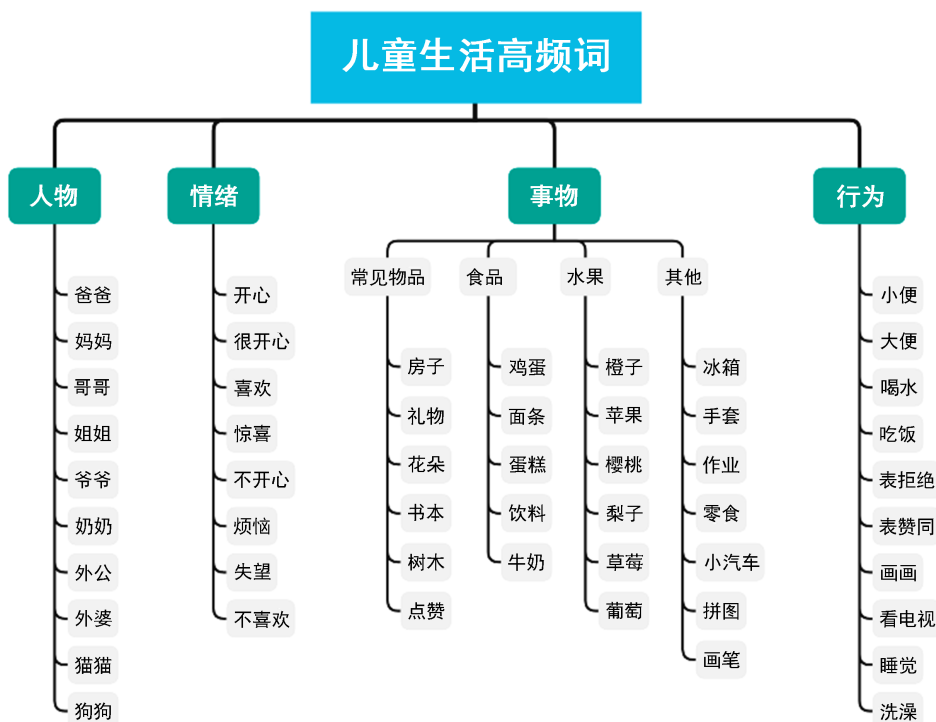 儿童生活高频词
人物
情绪
事物
行为
爸爸
妈妈
哥哥
姐姐
爷爷
奶奶
外公
外婆
猫猫
狗狗
开心
很开心
喜欢
惊喜
不开心
烦恼
失望
不喜欢
常见物品
房子
礼物
花朵
书本
树木
点赞
食品
鸡蛋
面条
蛋糕
饮料
牛奶
水果
橙子
苹果
樱桃
梨子
草莓
葡萄
其他
冰箱
手套
作业
零食
小汽车
拼图
画笔
小便
大便
喝水
吃饭
表拒绝
表赞同
画画
看电视
睡觉
洗澡